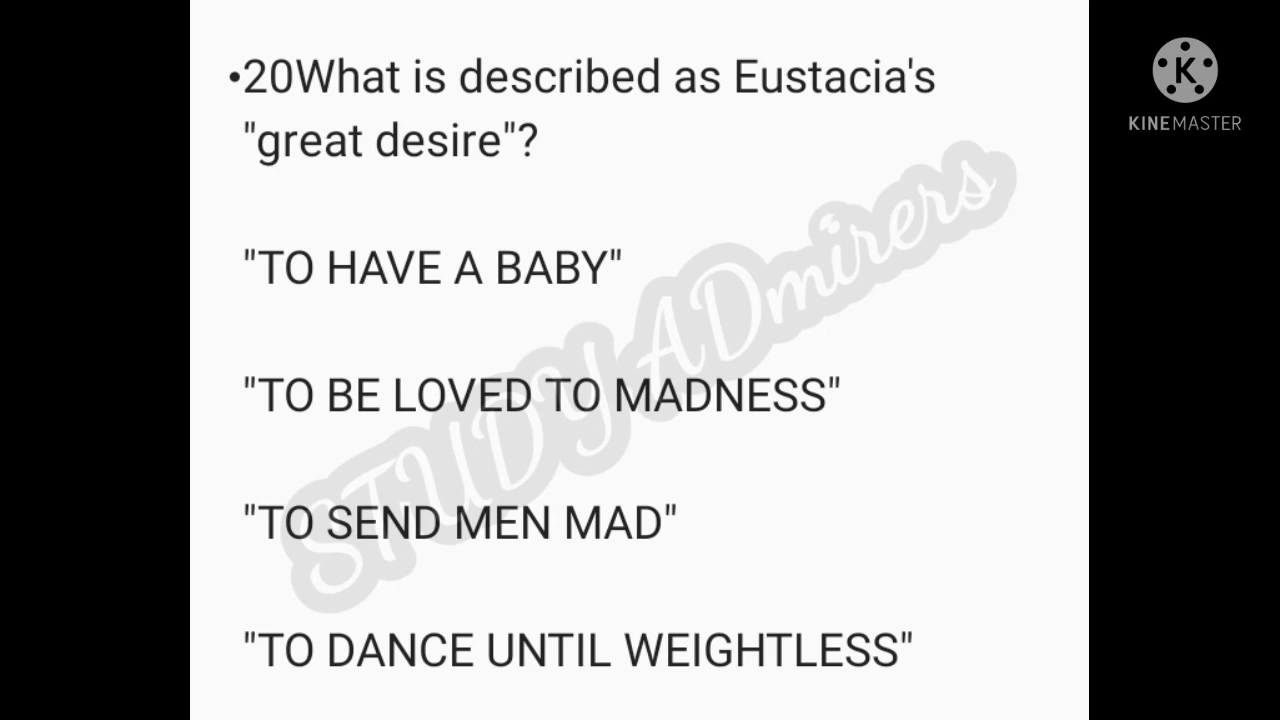 •20What is described as Eustacia's
"great desire"?
"TO HAVE A BABY"
"TO BE LOVED TO MADNESS"
"TO SEND MEN MAD"
"TO DANCE UNTIL WEIGHTLESS"
STUDY ADmirers
K
KINEMASTER